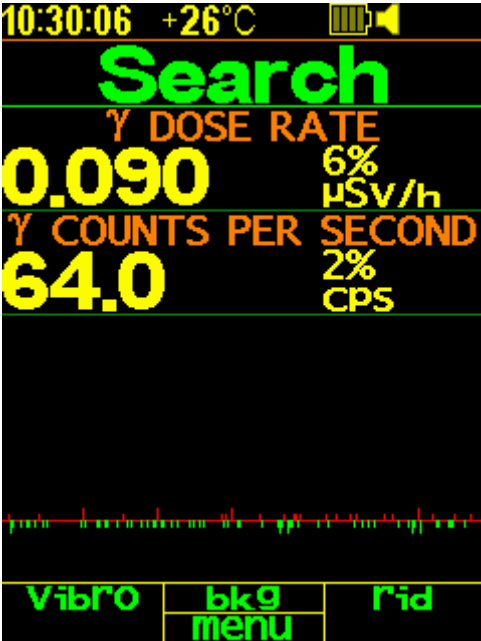 10:30:06 +26°C
Search
γ DOSE RATE
0.090 6% µSv/h
γ COUNTS PER SECOND
64.0 2% CPS
Vibro bkg rid
menu